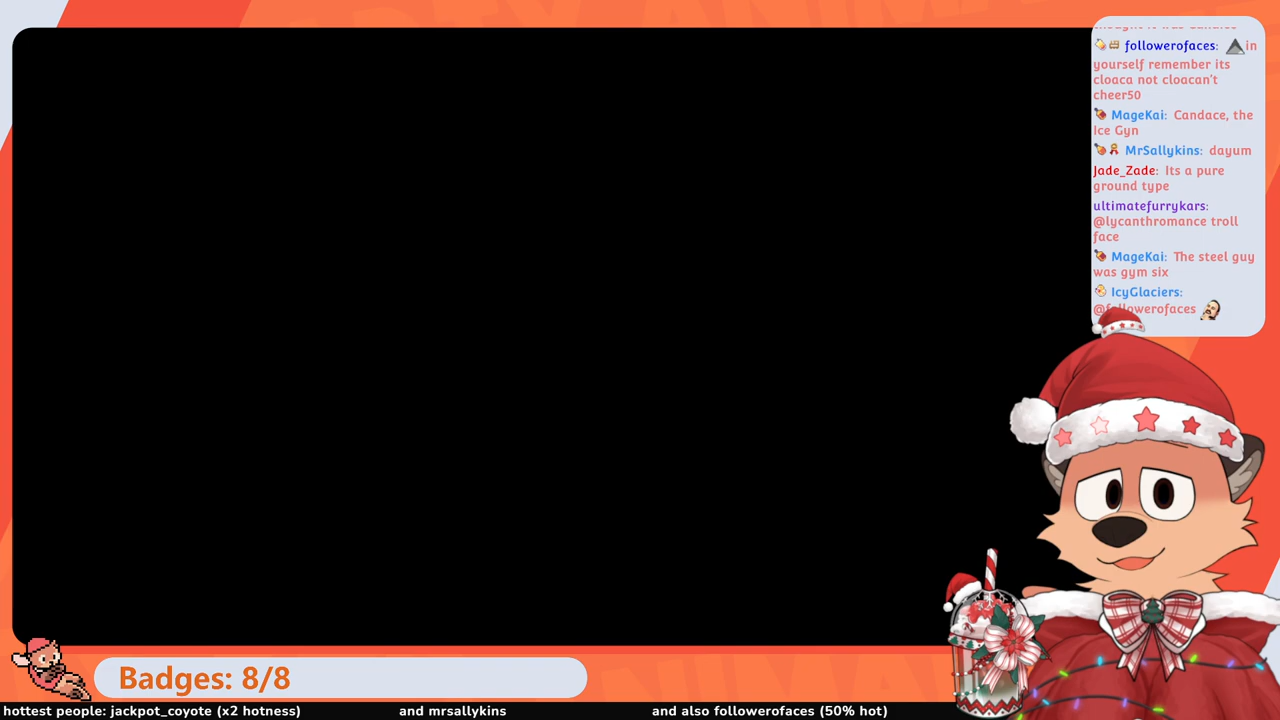 followerofaces: in
yourself remember its
cloaca not cloacan't
cheer50
MageKai: Candace, the
Ice Gyn
MrSallykins: dayum
Jade_Zade: Its a pure
ground type
ultimatefurrykars:
@lycanthromance troll
face
MageKai: The steel guy
was gym six
IcyGlaciers:
@followerofaces
Badges: 8/8
hottest people: jackpot_coyote (x2 hotness) and mrsallykins and also followerofaces (50% hot)